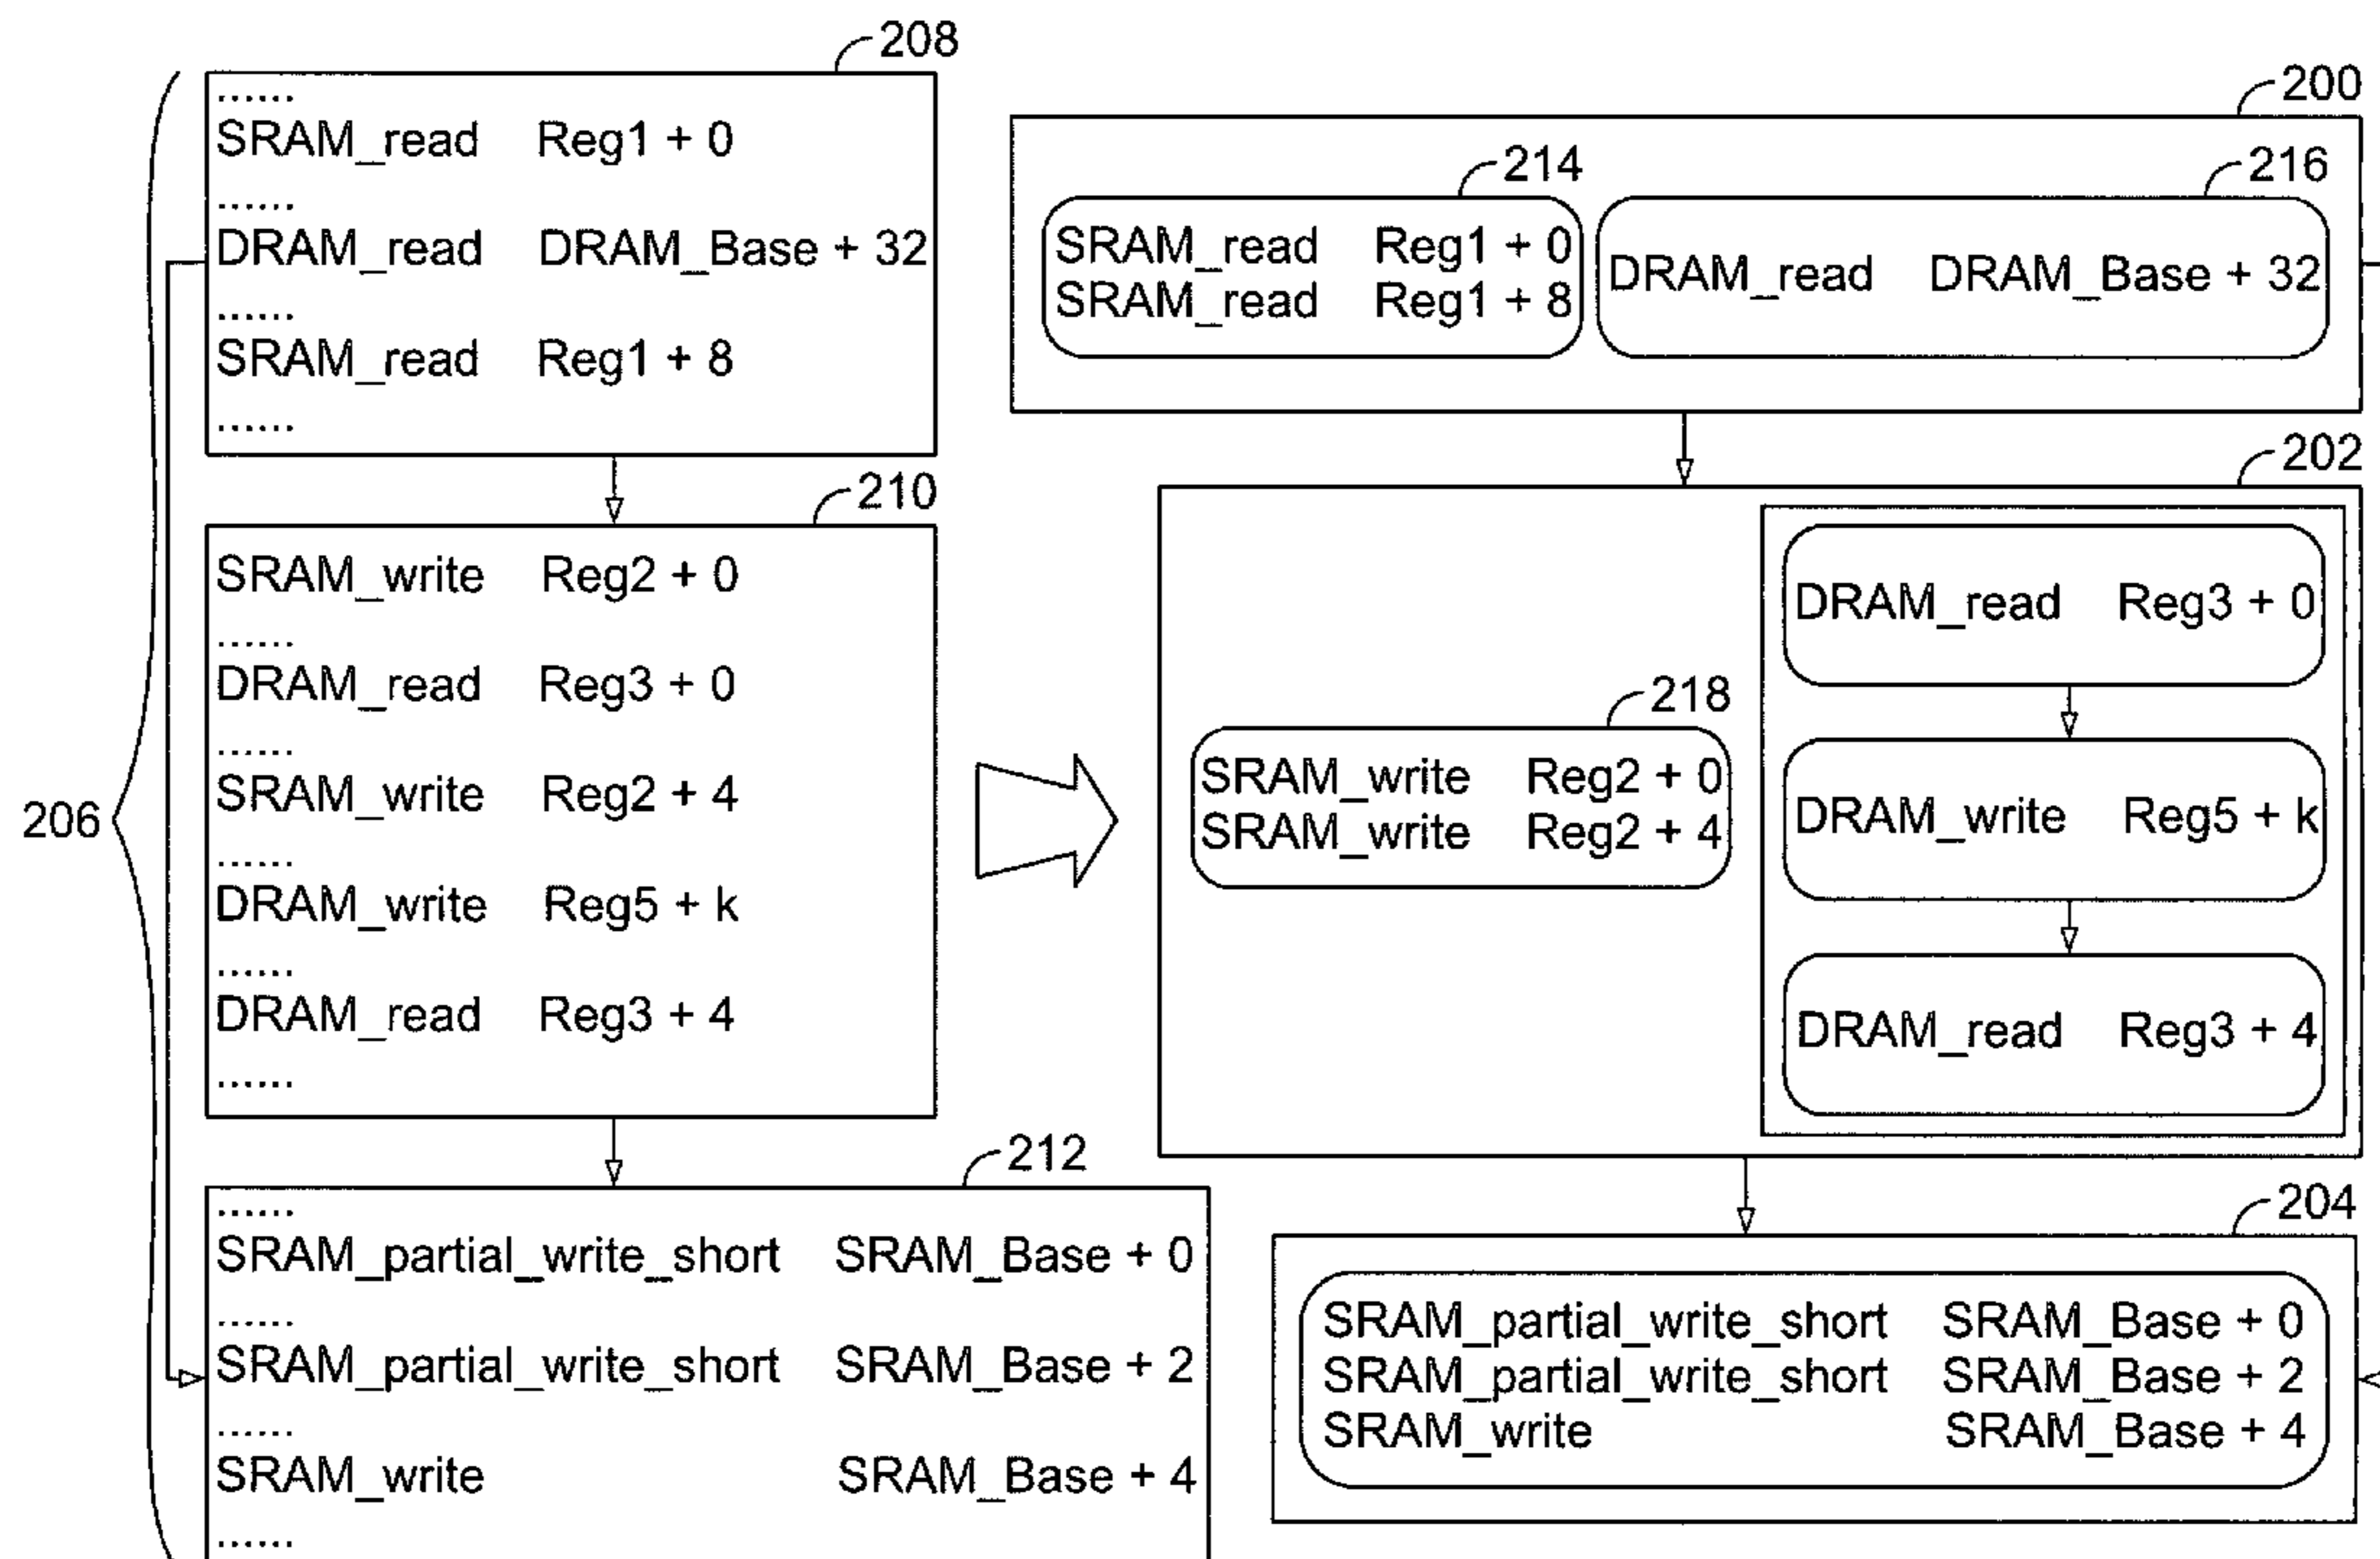 208
......
SRAM_read Reg1 + 0
......
DRAM_read DRAM_Base + 32
......
SRAM_read Reg1 + 8
......
210
SRAM_write Reg2 + 0
......
DRAM_read Reg3 + 0
......
SRAM_write Reg2 + 4
......
DRAM_write Reg5 + k
......
DRAM_read Reg3 + 4
......
206
212
......
SRAM_partial_write_short SRAM_Base + 0
......
SRAM_partial_write_short SRAM_Base + 2
......
SRAM_write SRAM_Base + 4
......
200
214
SRAM_read Reg1 + 0
SRAM_read Reg1 + 8
216
DRAM_read DRAM_Base + 32
202
218
SRAM_write Reg2 + 0
SRAM_write Reg2 + 4
DRAM_read Reg3 + 0
DRAM_write Reg5 + k
DRAM_read Reg3 + 4
204
SRAM_partial_write_short SRAM_Base + 0
SRAM_partial_write_short SRAM_Base + 2
SRAM_write SRAM_Base + 4